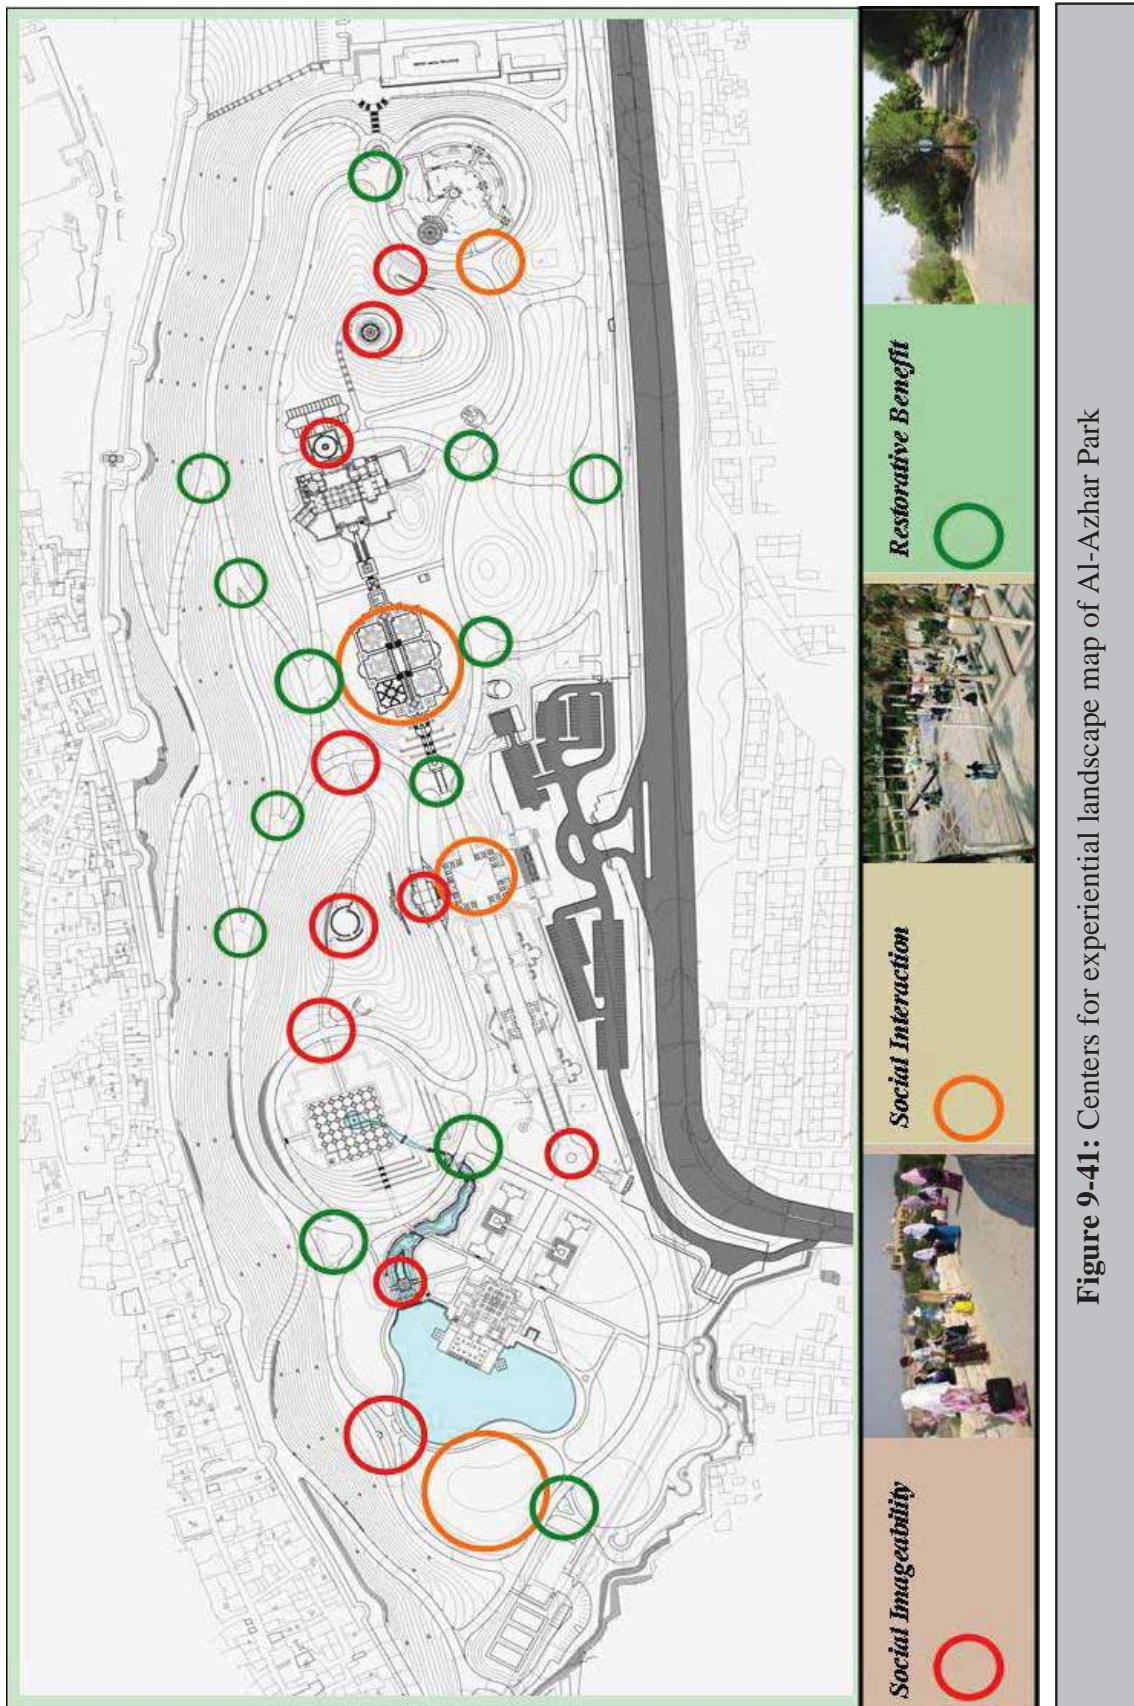 Social Imageability
Social Interaction
Restorative Benefit
Figure 9-41: Centers for experiential landscape map of Al-Azhar Park